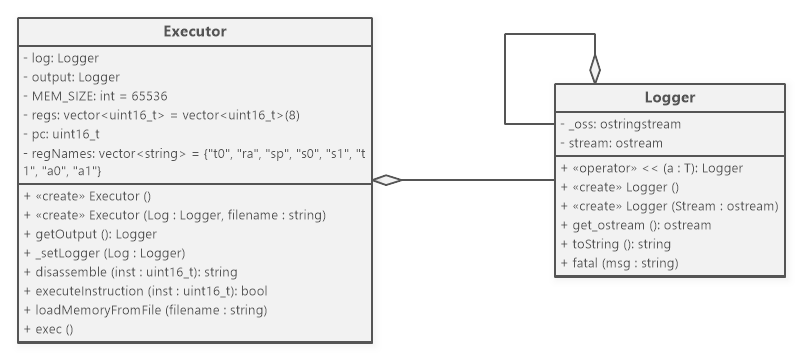 Executor
- log: Logger
- output: Logger
- MEM_SIZE: int = 65536
- regs: vector<uint16_t> = vector<uint16_t>(8)
- pc: uint16_t
- regNames: vector<string> = {"t0", "ra", "sp", "s0", "s1", "t
1", "a0", "a1"}
+ «create» Executor ()
+ «create» Executor (Log : Logger, filename : string)
+ getOutput (): Logger
+ _setLogger (Log : Logger)
+ disassemble (inst : uint16_t): string
+ executeInstruction (inst : uint16_t): bool
+ loadMemoryFromFile (filename : string)
+ exec ()
Logger
- _oss: ostringstream
- stream: ostream
+ «operator» << (a : T): Logger
+ «create» Logger ()
+ «create» Logger (Stream : ostream)
+ get_ostream (): ostream
+ toString (): string
+ fatal (msg : string)